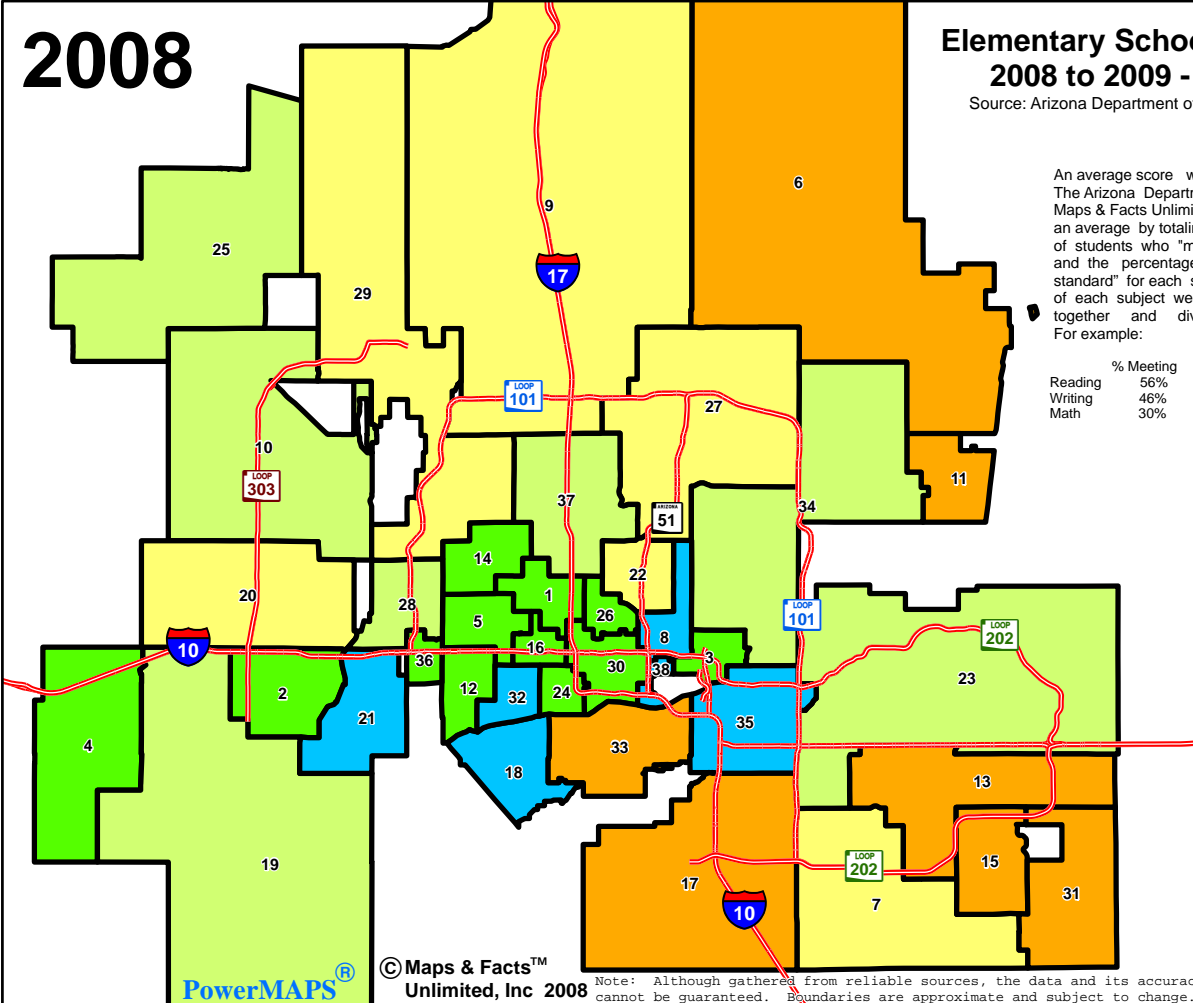 2008
Elementary Schoo
2008 to 2009 -
Source: Arizona Department of
An average score w
The Arizona Departm
Maps & Facts Unlimi
an average by totalin
of students who "m
and the percentage
standard" for each s
of each subject we
together and div
For example:
% Meeting
Reading 56%
Writing 46%
Math 30%
6
9
25
17
29
LOOP
101
27
10
11
LOOP
303
37
34
ARIZONA
51
14
22
1
20
28
26
5
LOOP
101
LOOP
202
8
10
16
3
36
30
38
23
12
2
32
24
21
35
4
33
18
13
19
LOOP
202
15
17
31
7
10
PowerMAPS®
© Maps & Facts™
Unlimited, Inc 2008
Note: Although gathered from reliable sources, the data and its accurac
cannot be guaranteed. Boundaries are approximate and subject to change